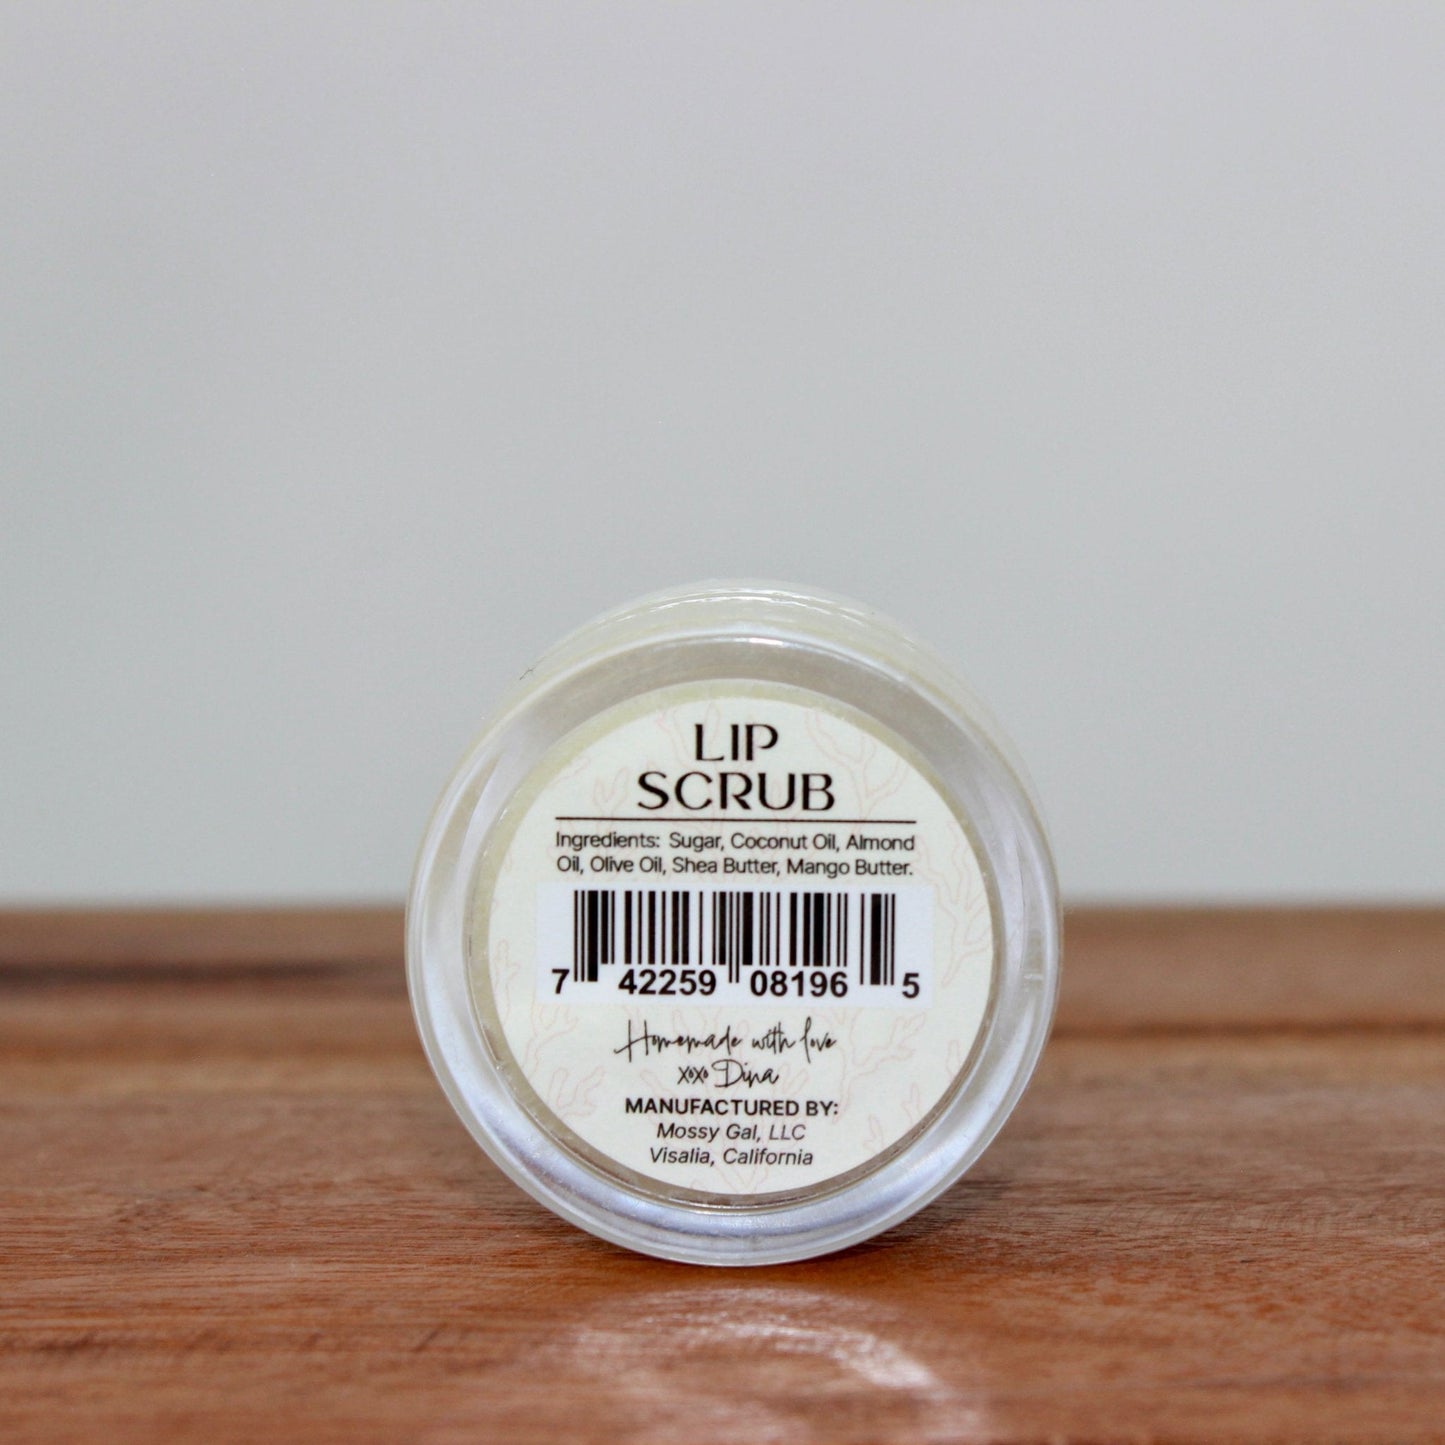 LIP
SCRUB
Ingredients: Sugar, Coconut Oil, Almond
Oil, Olive Oil, Shea Butter, Mango Butter.
7 42259 08196 5
Homemade with love
xoxo Dina
MANUFACTURED BY:
Mossy Gal, LLC
Visalia, California